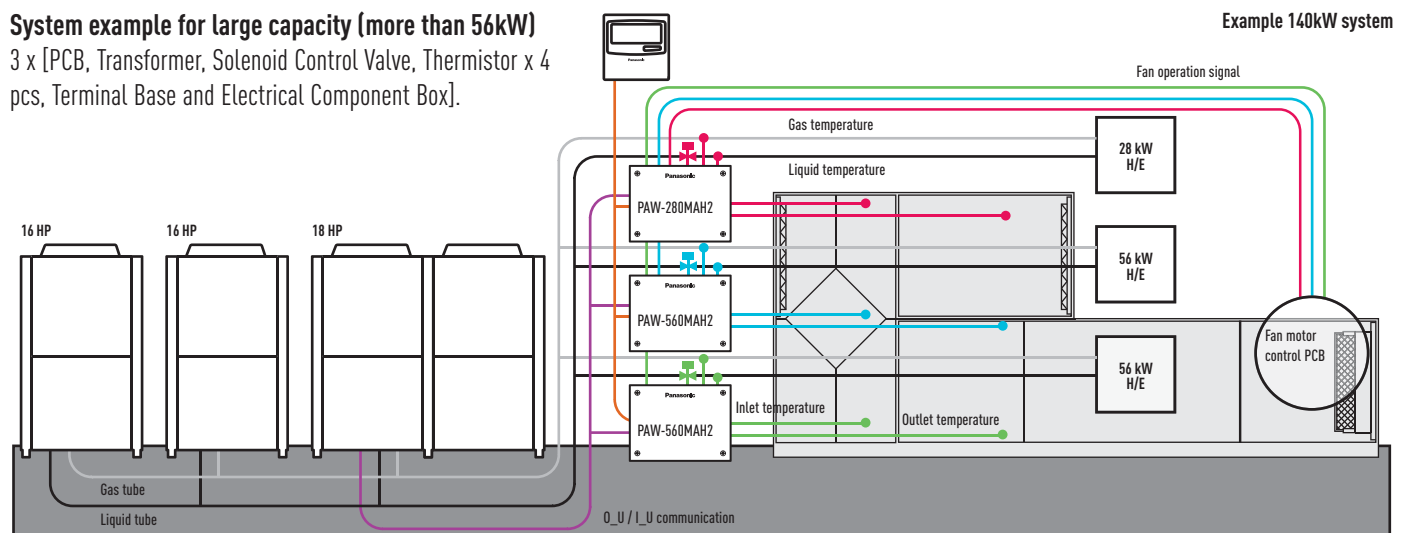 System example for large capacity (more than 56kW)
3 x [PCB, Transformer, Solenoid Control Valve, Thermistor x 4
pcs, Terminal Base and Electrical Component Box].
Example 140kW system
Panasonic
Fan operation signal
Gas temperature
28 kW
H/E
Liquid temperature
Panasonic
PAW-280MAH2
16 HP
16 HP
18 HP
56 kW
H/E
Panasonic
PAW-560MAH2
Fan motor
control PCB
56 kW
H/E
Panasonic
PAW-560MAH2
Inlet temperature
Outlet temperature
Gas tube
Liquid tube
O_U / I_U communication